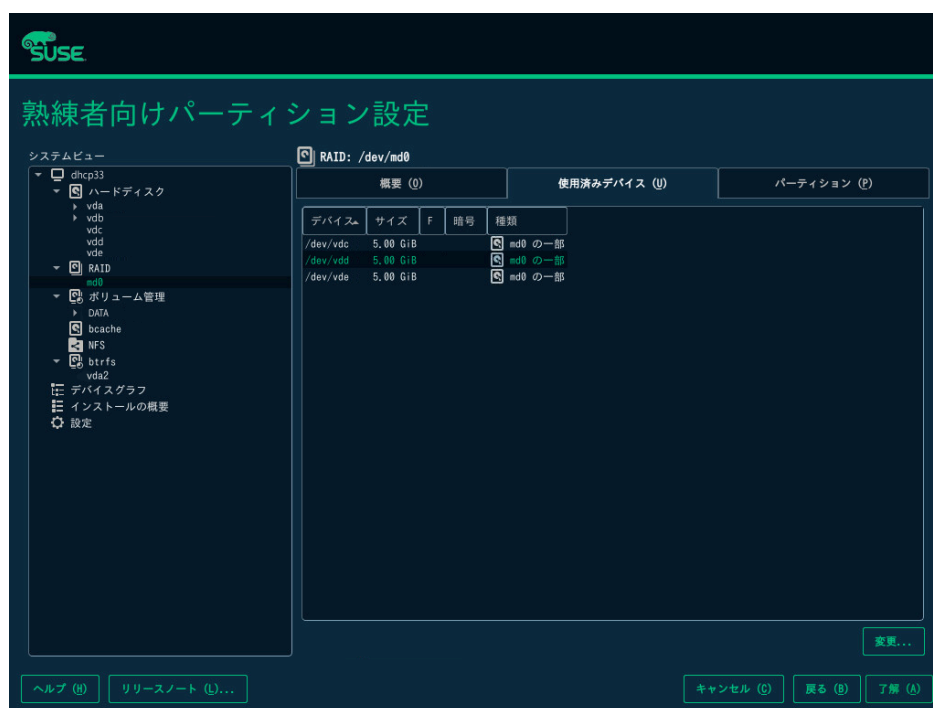 SUSE
熟練者向けパーティション設定
システムビュー
dhcp33
ハードディスク
vda
vdb
vdc
vdd
vde
RAID
md0
ボリューム管理
DATA
bcache
NFS
btrfs
vda2
デバイスグラフ
インストールの概要
設定
RAID: /dev/md0
概要 (O) 使用済みデバイス (U) パーティション (P)
デバイス サイズ F 暗号 種類
/dev/vdc 5.00 GiB md0 の一部
/dev/vdd 5.00 GiB md0 の一部
/dev/vde 5.00 GiB md0 の一部
変更...
ヘルプ (H) リリースノート (L)... キャンセル (C) 戻る (B) 了解 (A)